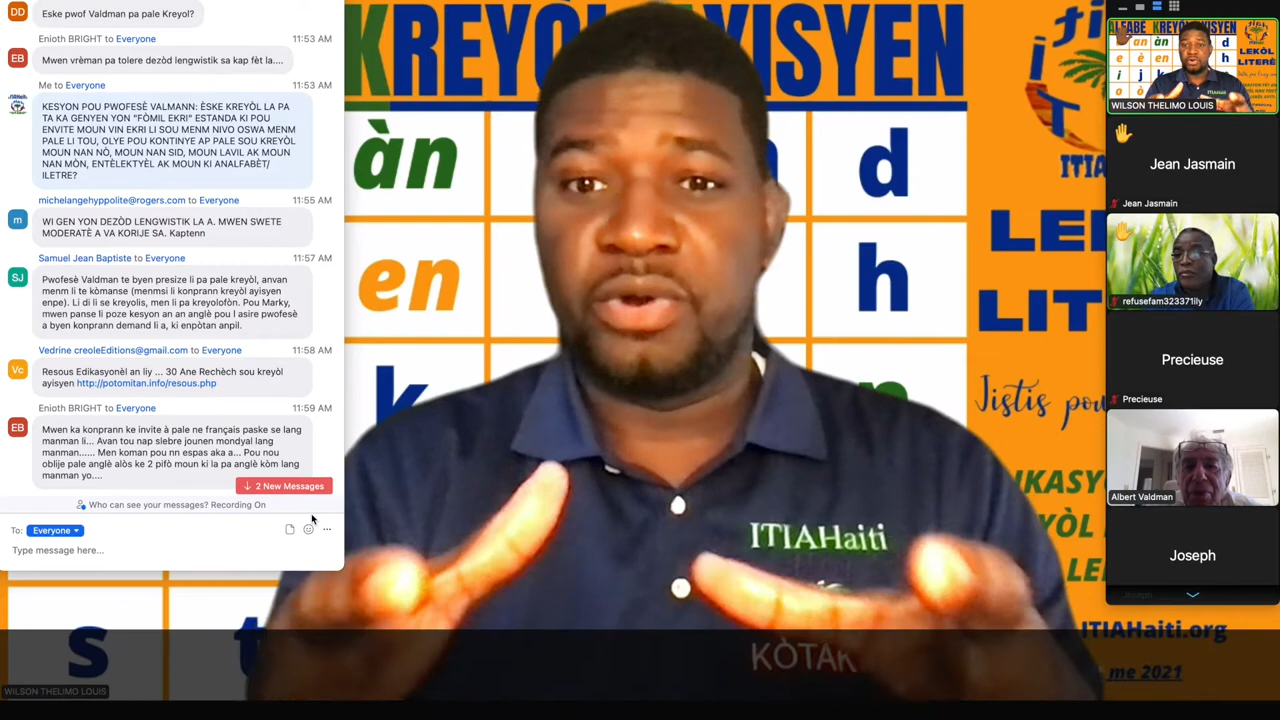 DD
Eske pwof Valdman pa pale Kreyol?
Enioth BRIGHT to Everyone
11:53 AM
EB
Mwen vrèman pa tolere dezòd lengwistik sa kap fèt la....
Me to Everyone
11:53 AM
KESYON POU PWOFESÈ VALMANN: ÈSKE KREYÒL LA PA
TA KA GENYEN YON "FÒMIL EKRI" ESTANDA KI POU
ENVITE MOUN VIN EKRI LI SOU MENM NIVO OSWA MENM
PALE LI TOU, OLYE POU KONTINYE AP PALE SOU KREYÒL
MOUN NAN NÒ, MOUN NAN SID, MOUN LAVIL AK MOUN
NAN MÒN, ENTÈLEKTYÈL AK MOUN KI ANALFABÈT/
ILETRE?
michelangehyppolite@rogers.com to Everyone
11:55 AM
m
WI GEN YON DEZÒD LENGWISTIK LA A. MWEN SWETE
MODERATÈ A VA KORIJE SA. Kaptenn
Samuel Jean Baptiste to Everyone
11:57 AM
SJ
Pwofesè Valdman te byen presize li pa pale kreyòl, anvan
menm li te kòmanse (menmsi li konprann kreyòl ayisyen
enpe). Li di li se kreyolis, men li pa kreyolofòn. Pou Marky,
mwen panse li poze kesyon an an anglè pou l asire pwofesè
a byen konprann demand li a, ki enpòtan anpil.
Vedrine creoleEditions@gmail.com to Everyone
11:58 AM
Vc
Resous Edikasyonèl an liy ... 30 Ane Rechèch sou kreyòl
ayisyen http://potomitan.info/resous.php
Enioth BRIGHT to Everyone
11:59 AM
EB
Mwen ka konprann ke invite à pale ne français paske se lang
manman li... Avan tou nap slebre jounen mondyal lang
manman...... Men koman pou nn espas aka a... Pou nou
oblije pale anglè alòs ke 2 pifò moun ki la pa anglè kòm lang
manman yo....
2 New Messages
Who can see your messages? Recording On
To: Everyone
Type message here...
KREYÒL AYISYEN
àn
d
en
h
k
s
t
ITIAHaiti
ITIAHaiti.org
me 2021
WILSON THELIMO LOUIS
LEKÒL
LITERÈ
an
àn
d
e
è
en
h
i
j
k
o
ò
WILSON THELIMO LOUIS
Jean Jasmain
Jean Jasmain
refusefam323371ily
Precieuse
Precieuse
Albert Valdman
Joseph